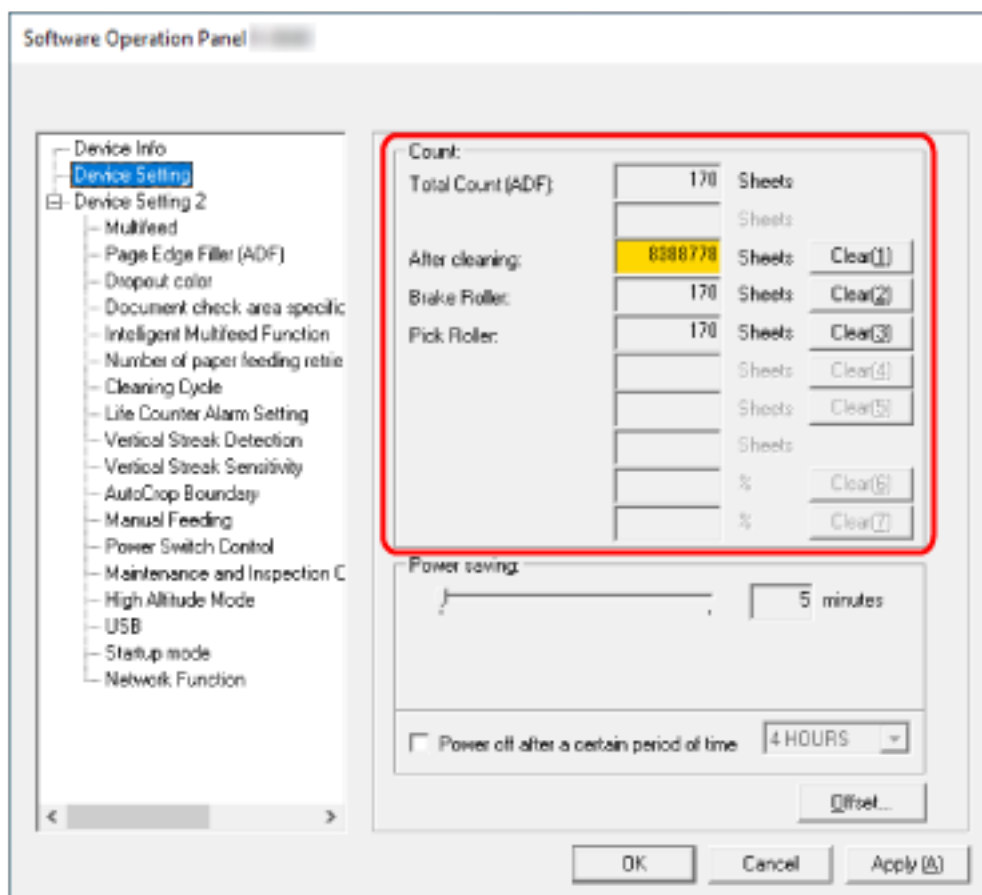 Software Operation Panel
Device Info
Device Setting
Device Setting 2
Multifeed
Page Edge Filler (ADF)
Dropout color
Document check area specific
Intelligent Multifeed Function
Number of paper feeding retrie
Cleaning Cycle
Life Counter Alarm Setting
Vertical Streak Detection
Vertical Streak Sensitivity
AutoCrop Boundary
Manual Feeding
Power Switch Control
Maintenance and Inspection C
High Altitude Mode
USB
Startup mode
Network Function
Count:
Total Count (ADF): 170 Sheets
Sheets
After cleaning: 8388778 Sheets Clear(1)
Brake Roller: 170 Sheets Clear(2)
Pick Roller: 170 Sheets Clear(3)
Sheets Clear(4)
Sheets Clear(5)
Sheets
% Clear(6)
% Clear(7)
Power saving:
5 minutes
Power off after a certain period of time 4 HOURS
Offset...
OK Cancel Apply (A)